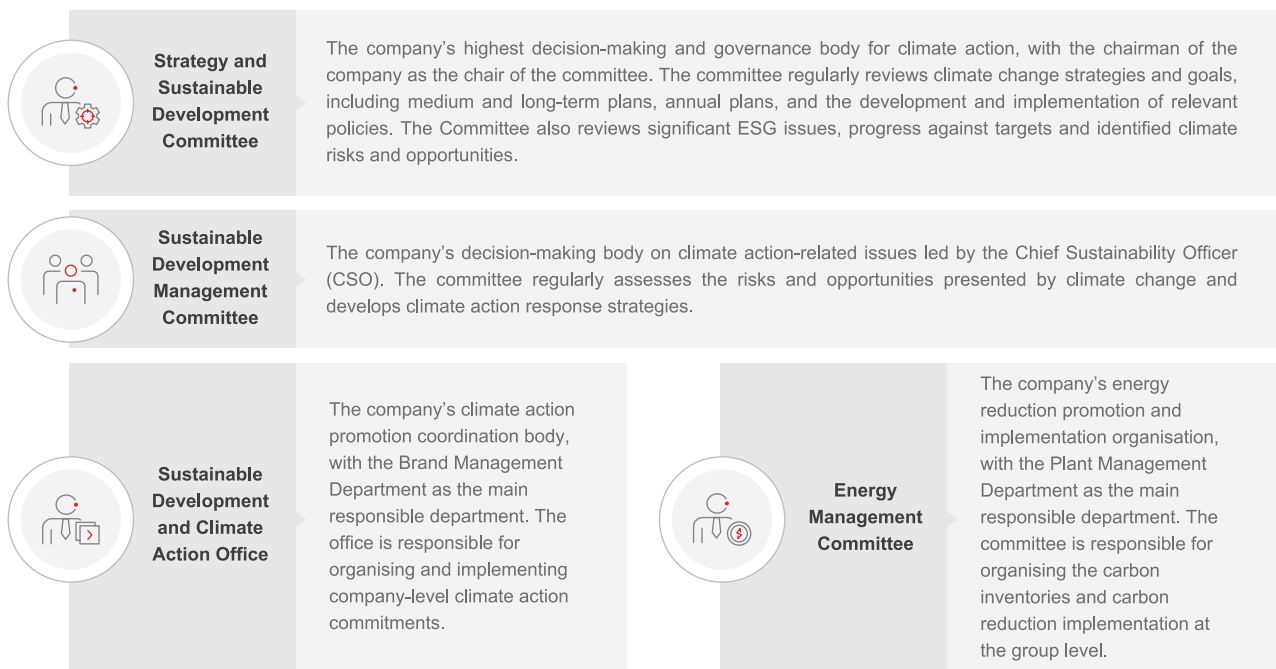 Strategy and
Sustainable
Development
Committee
The company’s highest decision-making and governance body for climate action, with the chairman of the
company as the chair of the committee. The committee regularly reviews climate change strategies and goals,
including medium and long-term plans, annual plans, and the development and implementation of relevant
policies. The Committee also reviews significant ESG issues, progress against targets and identified climate
risks and opportunities.
Sustainable
Development
Management
Committee
The company’s decision-making body on climate action-related issues led by the Chief Sustainability Officer
(CSO). The committee regularly assesses the risks and opportunities presented by climate change and
develops climate action response strategies.
Sustainable
Development
and Climate
Action Office
The company’s climate action
promotion coordination body,
with the Brand Management
Department as the main
responsible department. The
office is responsible for
organising and implementing
company-level climate action
commitments.
Energy
Management
Committee
The company’s energy
reduction promotion and
implementation organisation,
with the Plant Management
Department as the main
responsible department. The
committee is responsible for
organising the carbon
inventories and carbon
reduction implementation at
the group level.